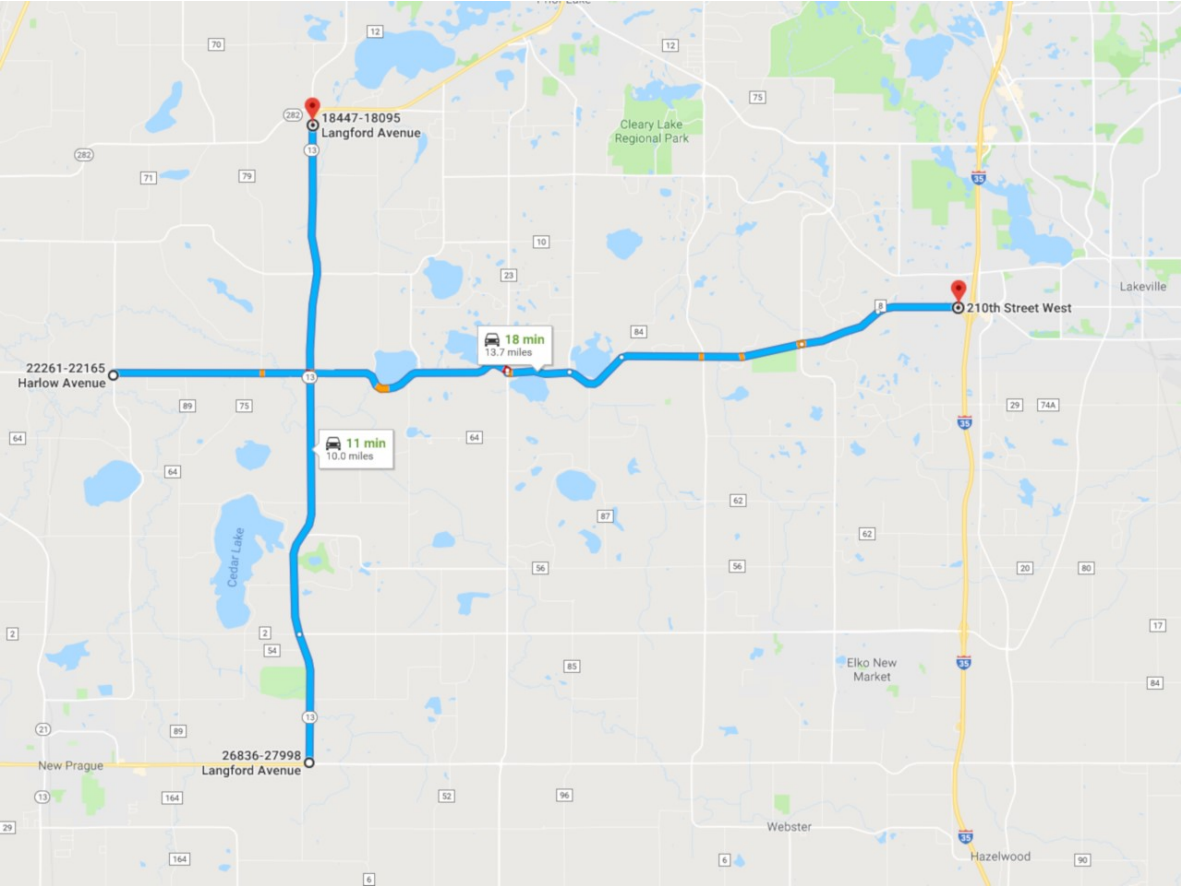 Prior Lake
12
70
12
75
282
18447-18095
Langford Avenue
Cleary Lake
Regional Park
13
282
71
79
35
10
23
Lakeville
8
210th Street West
84
18 min
13.7 miles
22261-22165
Harlow Avenue
13
89
75
29
74A
35
64
64
11 min
10.0 miles
64
62
87
62
Cedar Lake
56
56
20
80
2
2
54
17
85
Elko New
Market
35
84
13
21
89
26836-27998
Langford Avenue
New Prague
13
164
52
96
29
Webster
35
164
6
Hazelwood
90
6